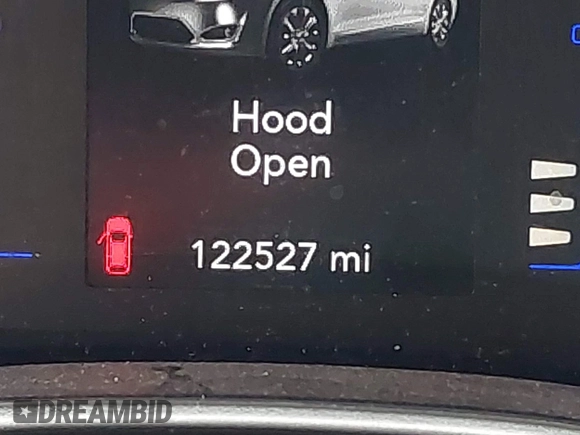 Hood
Open
122527 mi
DREAMBID